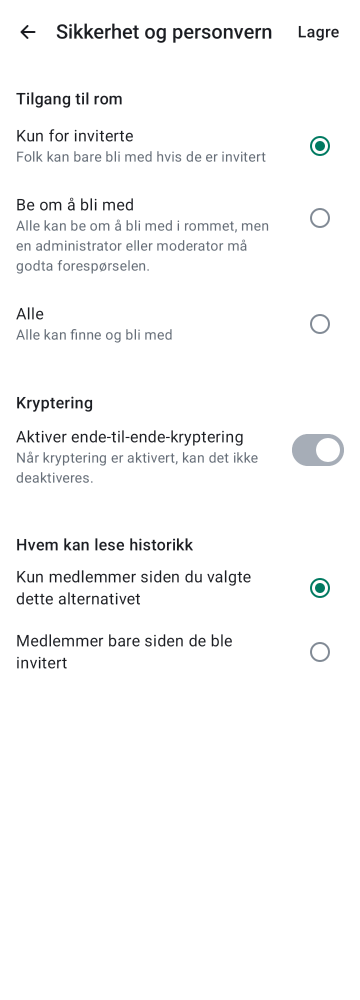 Sikkerhet og personvern
Lagre
Tilgang til rom
Kun for inviterte
Folk kan bare bli med hvis de er invitert
Be om å bli med
Alle kan be om å bli med i rommet, men
en administrator eller moderator må
godta forespørselen.
Alle
Alle kan finne og bli med
Kryptering
Aktiver ende-til-ende-kryptering
Når kryptering er aktivert, kan det ikke
deaktiveres.
Hvem kan lese historikk
Kun medlemmer siden du valgte
dette alternativet
Medlemmer bare siden de ble
invitert